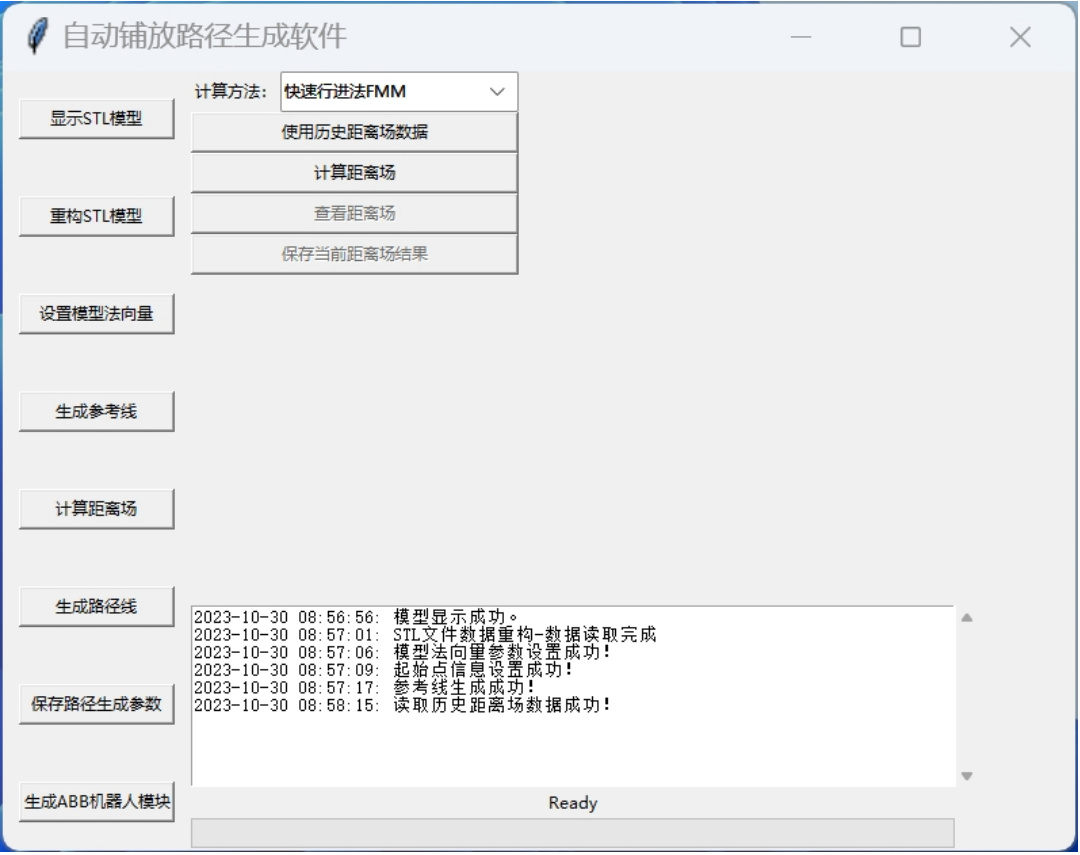 自动铺放路径生成软件
显示STL模型
重构STL模型
设置模型法向量
生成参考线
计算距离场
生成路径线
保存路径生成参数
生成ABB机器人模块
计算方法： 快速行进法FMM
使用历史距离场数据
计算距离场
查看距离场
保存当前距离场结果
2023-10-30 08:56:56: 模型显示成功。
2023-10-30 08:57:01: STL文件数据重构-数据读取完成
2023-10-30 08:57:06: 模型法向量参数设置成功!
2023-10-30 08:57:09: 起始点信息设置成功!
2023-10-30 08:57:17: 参考线生成成功!
2023-10-30 08:58:15: 读取历史距离场数据成功!
Ready